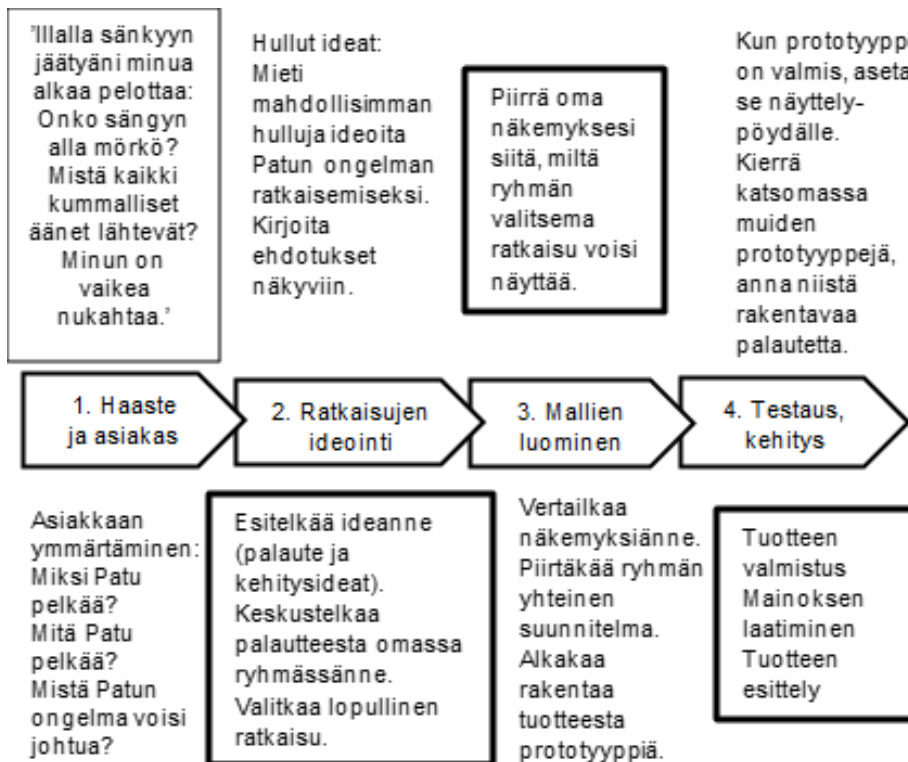 'Illalla sänkyyn
jäätyäni minua
alkaa pelottaa:
Onko sängyn
alla mörkö?
Mistä kaikki
kummalliset
äänet lähtevät?
Minun on
vaikea
nukahtaa.'
Hullut ideat:
Mieti
mahdollisimman
hulluja ideoita
Patun ongelman
ratkaisemiseksi.
Kirjoita
ehdotukset
näkyviin.
Piirrä oma
näkemyksesi
siitä, miltä
ryhmän
valitsema
ratkaisu voisi
näyttää.
Kun prototyyppi
on valmis, aseta
se näyttely-
pöydälle.
Kierrä
katsomassa
muiden
prototyyppejä,
anna niistä
rakentavaa
palautetta.
1. Haaste
ja asiakas
2. Ratkaisujen
ideointi
3. Mallien
luominen
4. Testaus,
kehitys
Asiakkaan
ymmärtäminen:
Miksi Patu
pelkää?
Mitä Patu
pelkää?
Mistä Patun
ongelma voisi
johtua?
Esitelkää ideanne
(palaute ja
kehitysideat).
Keskustelkaa
palautteesta omassa
ryhmässänne.
Valitkaa lopullinen
ratkaisu.
Vertailkaa
näkemyksiänne.
Piirtäkää ryhmän
yhteinen
suunnitelma.
Alkakaa
rakentaa
tuotteesta
prototyyppiä.
Tuotteen
valmistus
Mainoksen
laatiminen
Tuotteen
esittely